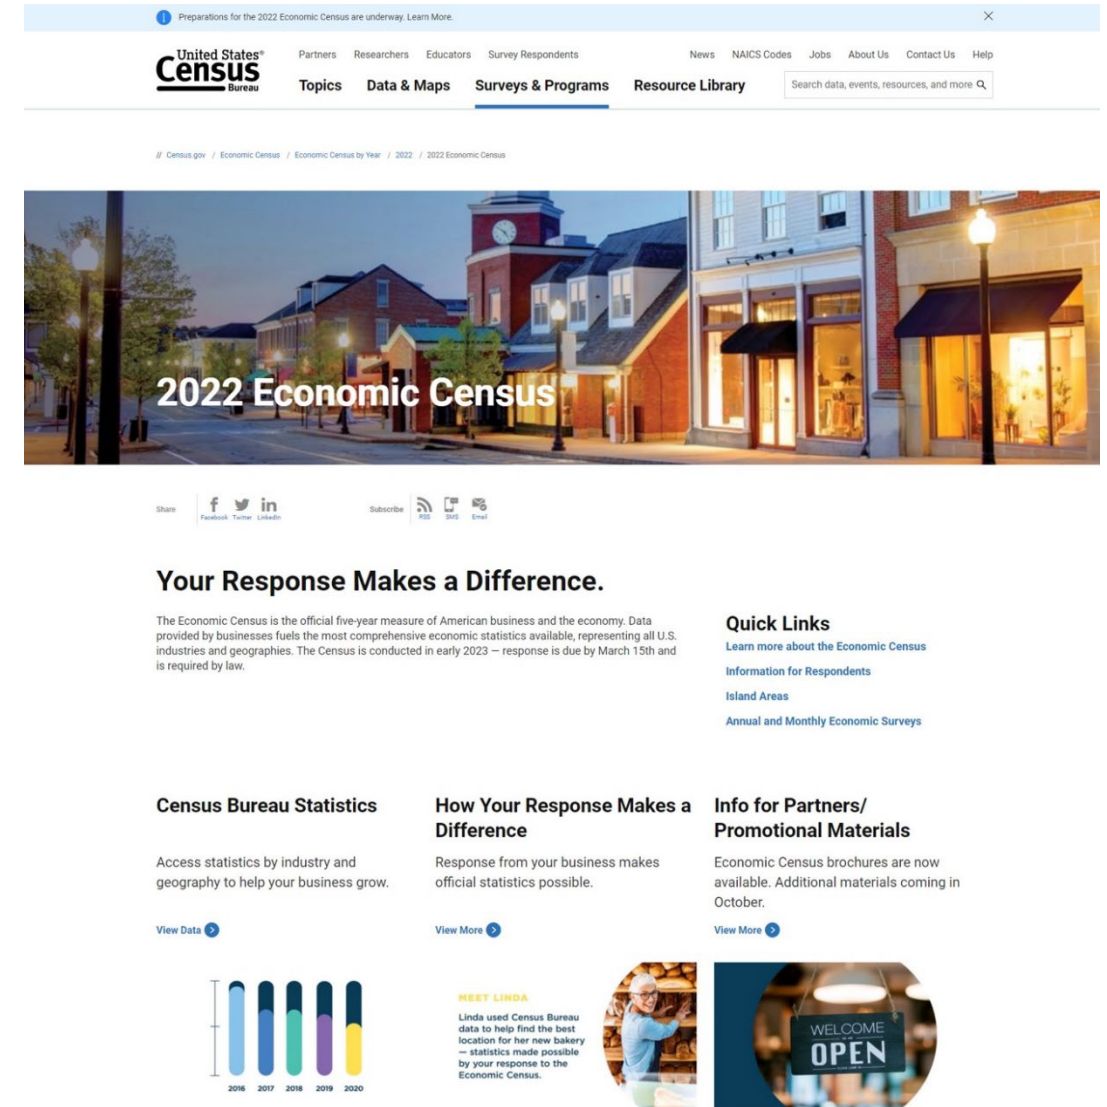 Preparations for the 2022 Economic Census are underway. Learn More.
United States®
Census
Bureau
Partners Researchers Educators Survey Respondents
News NAICS Codes Jobs About Us Contact Us Help
Topics Data & Maps Surveys & Programs Resource Library
Search data, events, resources, and more
// Census.gov / Economic Census / Economic Census by Year / 2022 / 2022 Economic Census
2022 Economic Census
Share
Facebook Twitter LinkedIn
Subscribe
RSS SMS Email
Your Response Makes a Difference.
The Economic Census is the official five-year measure of American business and the economy. Data
provided by businesses fuels the most comprehensive economic statistics available, representing all U.S.
industries and geographies. The Census is conducted in early 2023 — response is due by March 15th and
is required by law.
Quick Links
Learn more about the Economic Census
Information for Respondents
Island Areas
Annual and Monthly Economic Surveys
Census Bureau Statistics
Access statistics by industry and
geography to help your business grow.
View Data
2016 2017 2018 2019 2020
How Your Response Makes a
Difference
Response from your business makes
official statistics possible.
View More
MEET LINDA
Linda used Census Bureau
data to help find the best
location for her new bakery
— statistics made possible
by your response to the
Economic Census.
Info for Partners/
Promotional Materials
Economic Census brochures are now
available. Additional materials coming in
October.
View More
WELCOME
OPEN